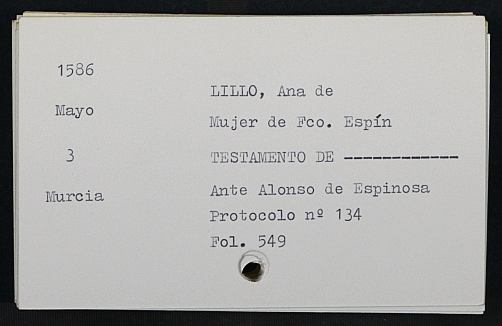 1586
Mayo
3
Murcia
LILLO, Ana de
Mujer de Fco. Espín
TESTAMENTO DE ------------
Ante Alonso de Espinosa
Protocolo nº 134
Fol. 549